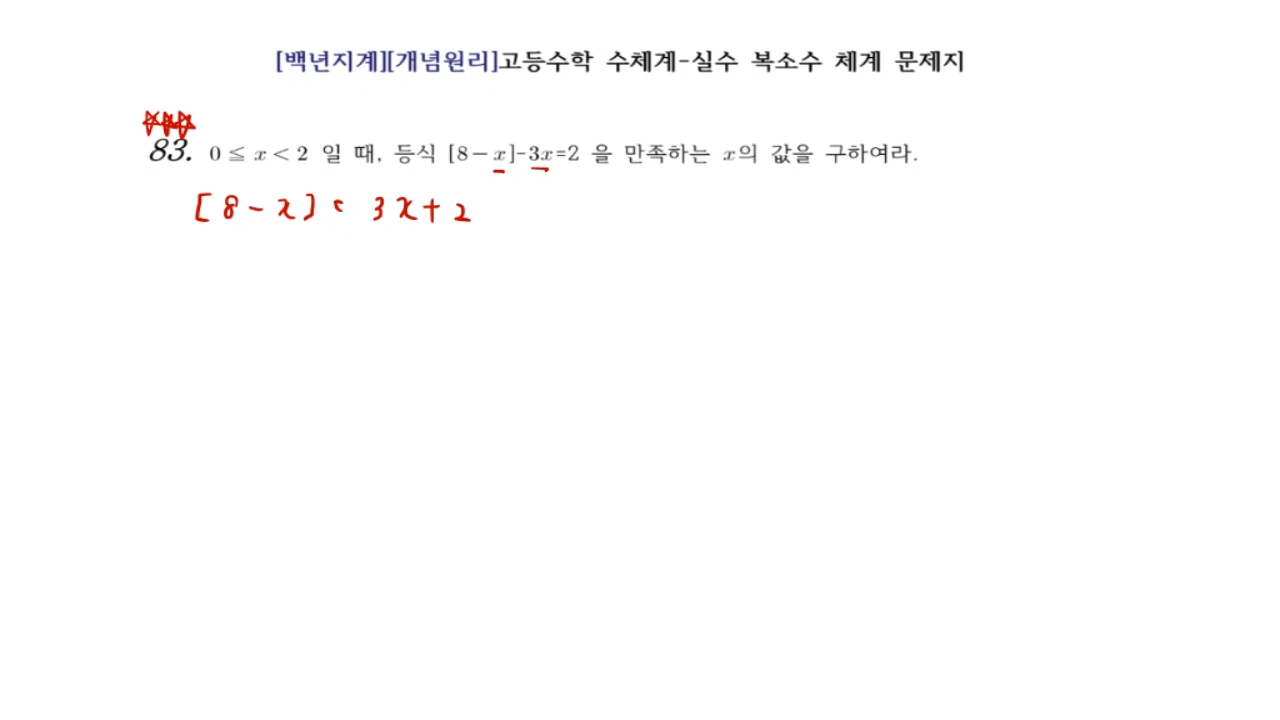 [백년지계][개념원리]고등수학 수체계-실수 복소수 체계 문제지
83. 0 ≦ x < 2 일 때, 등식 [8-x]-3x=2 을 만족하는 x의 값을 구하여라.
[8-x] = 3x+2